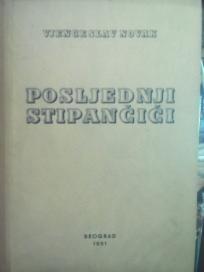 VJENCESLAV NOVAK
POSLJEDNJI
STIPANČIĆI
BEOGRAD
1951